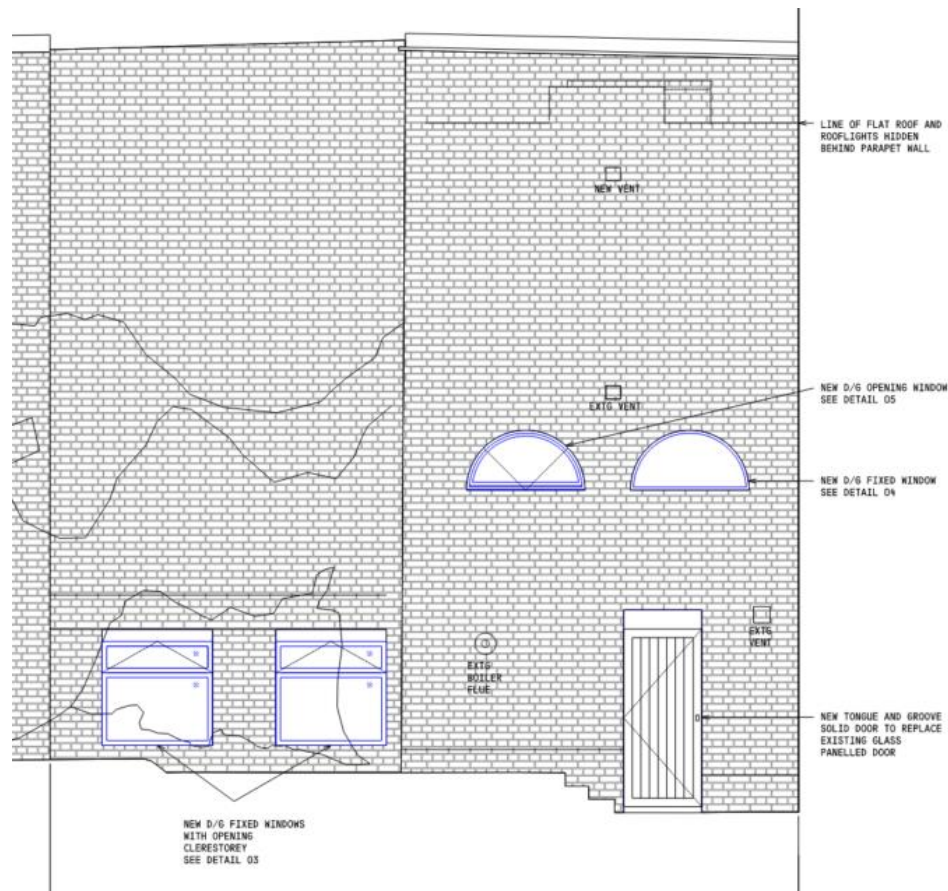 LINE OF FLAT ROOF AND
ROOFLIGHTS HIDDEN
BEHIND PARAPET WALL
NEW VENT
NEW D/G OPENING WINDOW
SEE DETAIL 05
EXTG VENT
NEW D/G FIXED WINDOW
SEE DETAIL 04
EXTG
VENT
EXTG
BOILER
FLUE
NEW TONGUE AND GROOVE
SOLID DOOR TO REPLACE
EXISTING GLASS
PANELLED DOOR
NEW D/G FIXED WINDOWS
WITH OPENING
CLERESTOREY
SEE DETAIL 03